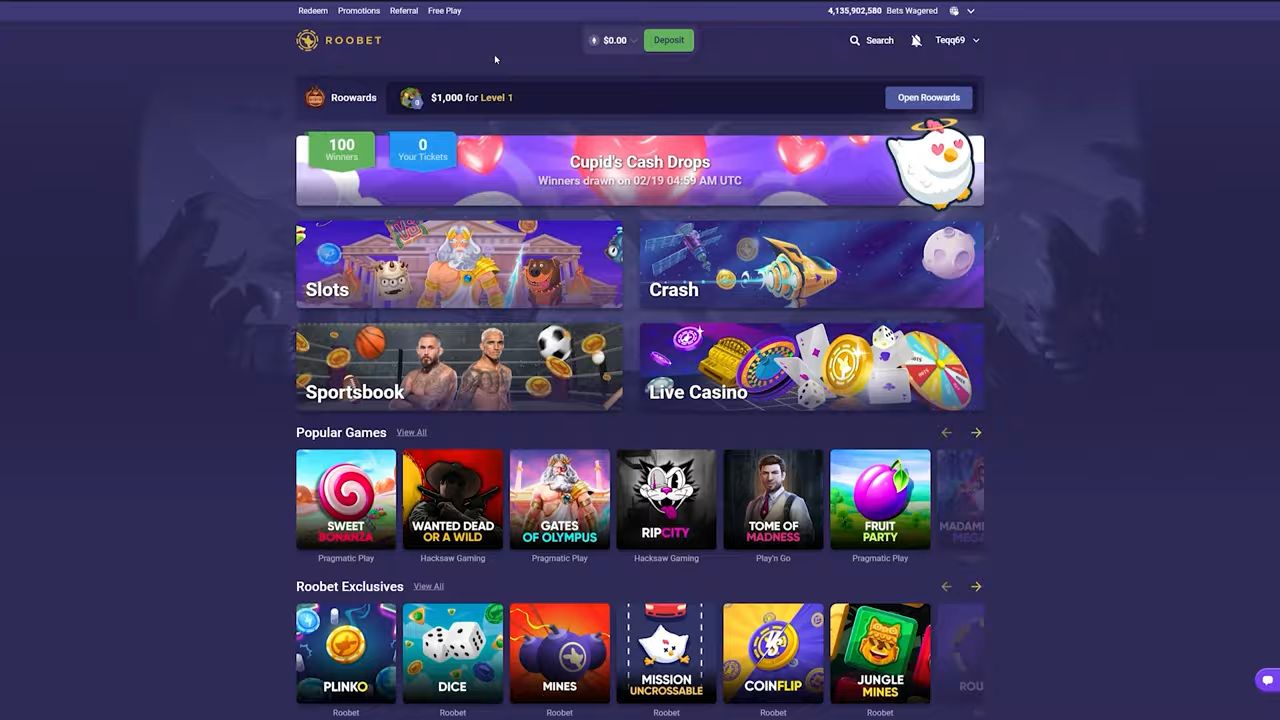 Redeem Promotions Referral Free Play 4,135,902,580 Bets Wagered
ROOBET $0.00 Deposit Search Teqq69
Roowards $1,000 for Level 1 Open Roowards
100 Winners
0 Your Tickets
Cupid's Cash Drops
Winners drawn on 02/19 04:59 AM UTC
Slots
Crash
Sportsbook
Live Casino
Popular Games View All
SWEET BONANZA
WANTED DEAD OR A WILD
GATES OF OLYMPUS
RIPCITY
TOME OF MADNESS
FRUIT PARTY
MADAM
MEGA
Pragmatic Play Hacksaw Gaming Pragmatic Play Hacksaw Gaming Play'n Go Pragmatic Play
Roobet Exclusives View All
PLINKO
DICE
MINES
MISSION UNCROSSABLE
COINFLIP
JUNGLE MINES
ROU
Roobet Roobet Roobet Roobet Roobet Roobet